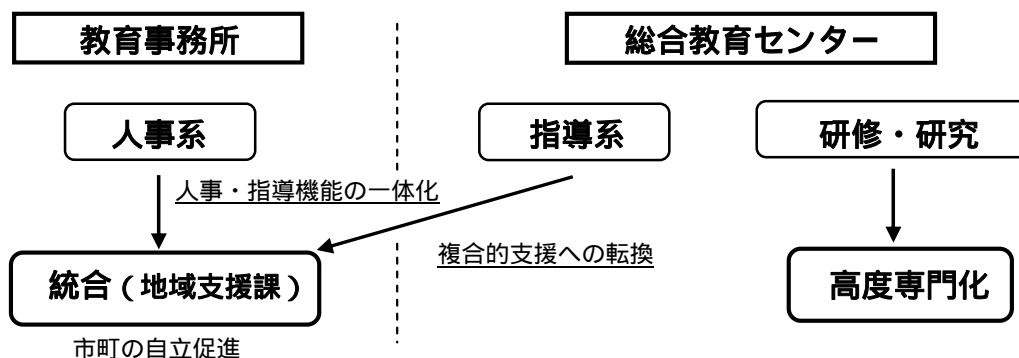 教育事務所
総合教育センター
人事系
指導系
研修・研究
人事・指導機能の一体化
複合的支援への転換
統合（地域支援課）
高度専門化
市町の自立促進